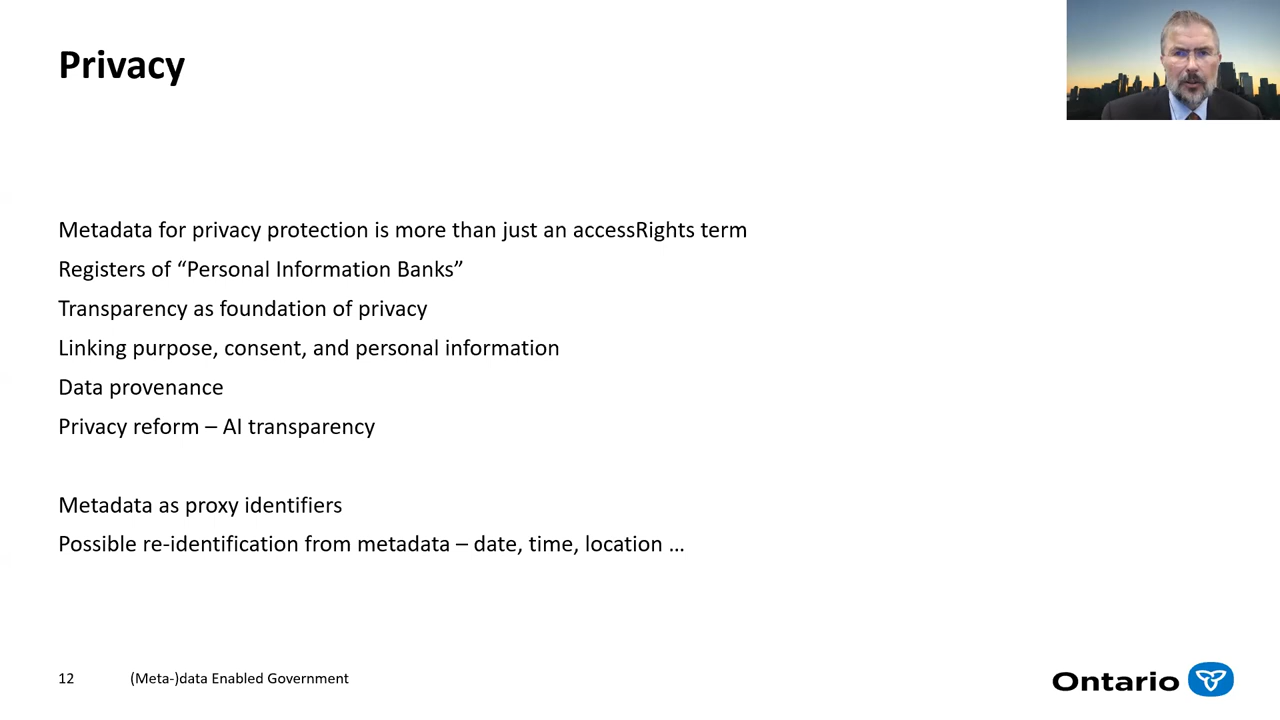 Privacy
Metadata for privacy protection is more than just an accessRights term
Registers of “Personal Information Banks”
Transparency as foundation of privacy
Linking purpose, consent, and personal information
Data provenance
Privacy reform – AI transparency
Metadata as proxy identifiers
Possible re-identification from metadata – date, time, location …
12 (Meta-)data Enabled Government
Ontario